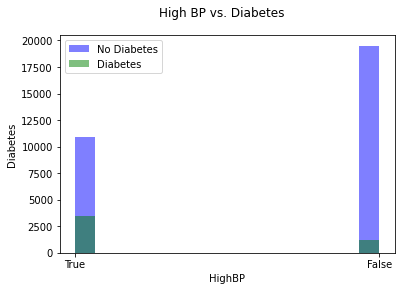 High BP vs. Diabetes
No Diabetes
Diabetes
20000
17500
15000
12500
10000
7500
5000
2500
0
Diabetes
True
False
HighBP